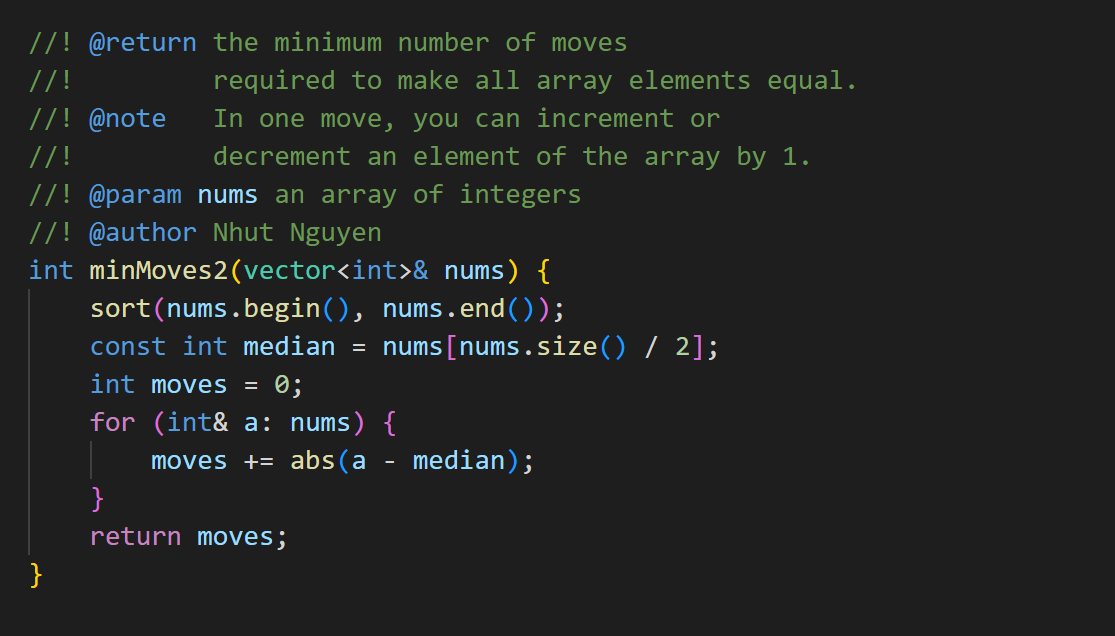 //! @return the minimum number of moves
//!         required to make all array elements equal.
//! @note   In one move, you can increment or
//!         decrement an element of the array by 1.
//! @param nums an array of integers
//! @author Nhut Nguyen
int minMoves2(vector<int>& nums) {
    sort(nums.begin(), nums.end());
    const int median = nums[nums.size() / 2];
    int moves = 0;
    for (int& a: nums) {
        moves += abs(a - median);
    }
    return moves;
}